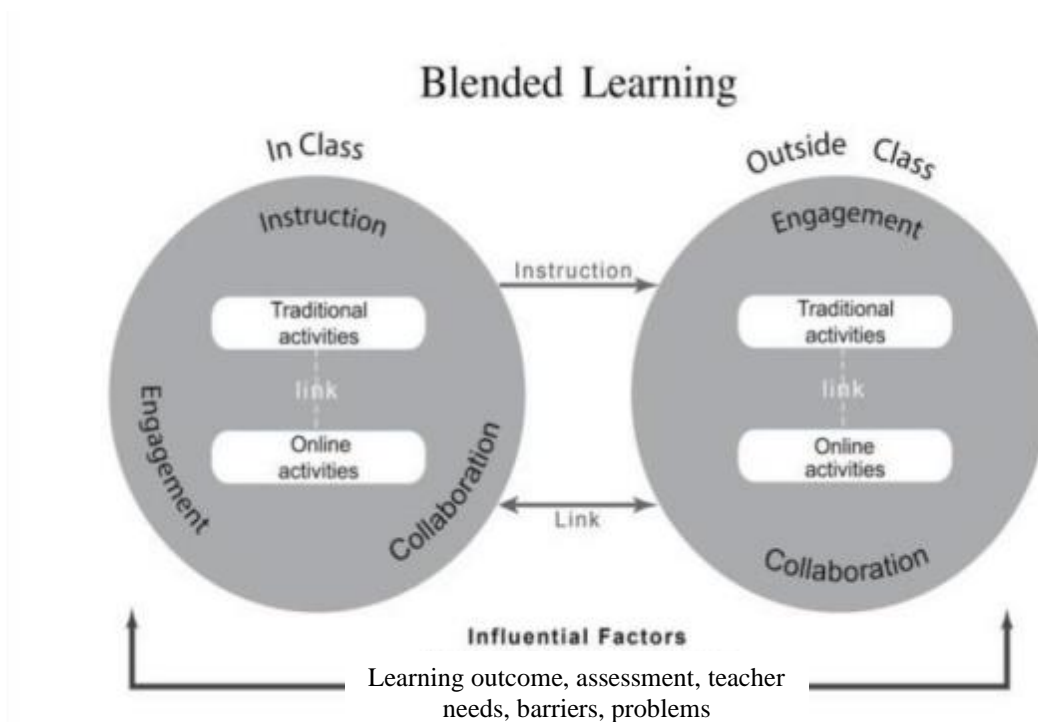 Blended Learning
In Class
Outside Class
Instruction
Engagement
Instruction
Traditional
activities
Traditional
activities
link
link
Engagement
Online
activities
Online
activities
Collaboration
Link
Collaboration
Influential Factors
Learning outcome, assessment, teacher
needs, barriers, problems